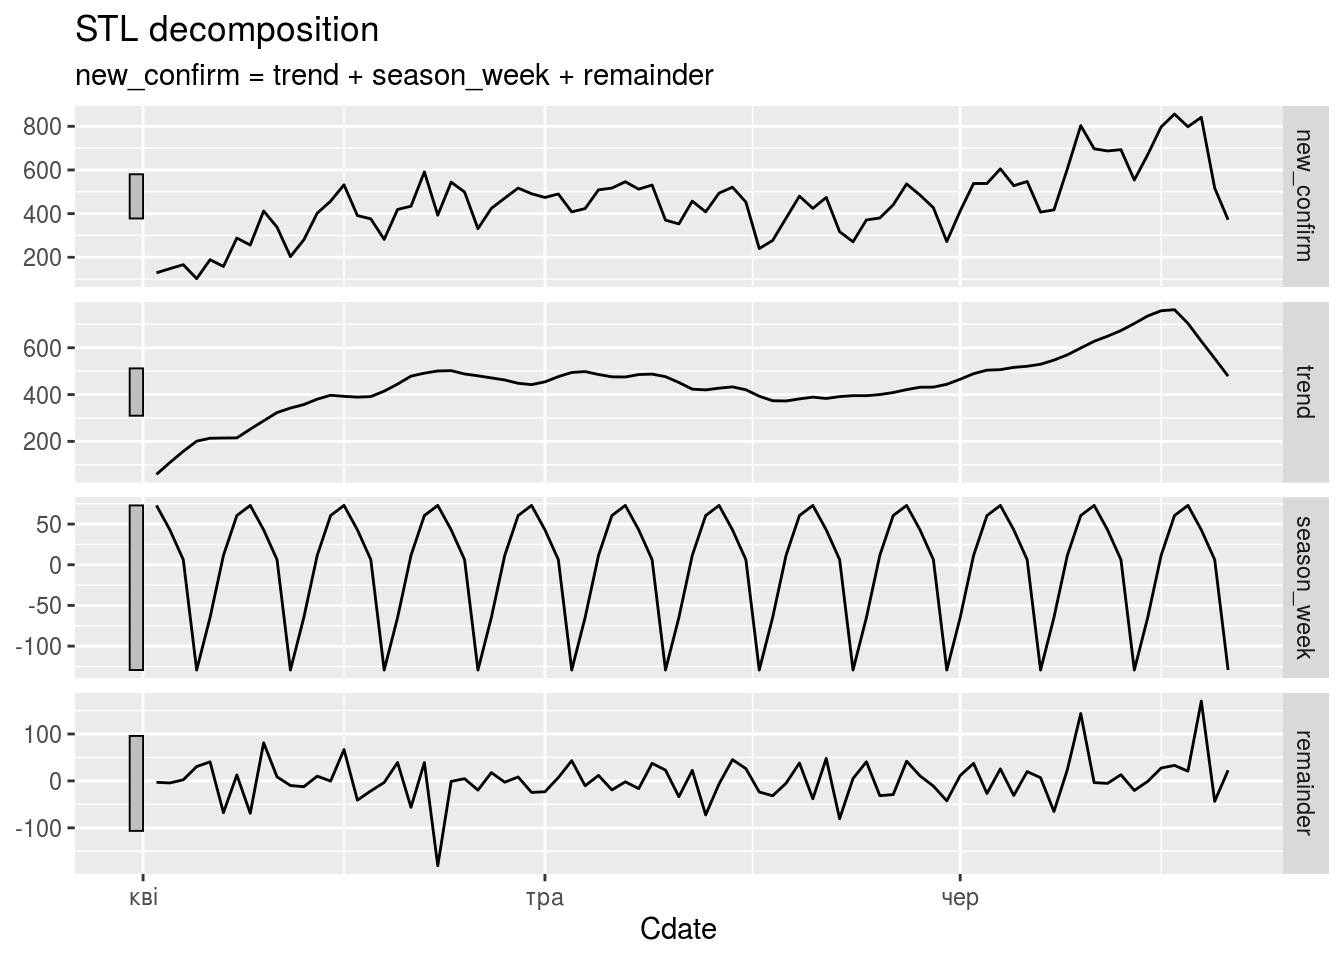 STL decomposition
new_confirm = trend + season_week + remainder
800
600
400
200
new_confirm
600
400
200
trend
50
0
-50
-100
season_week
100
0
-100
remainder
кві
тра
чер
Cdate